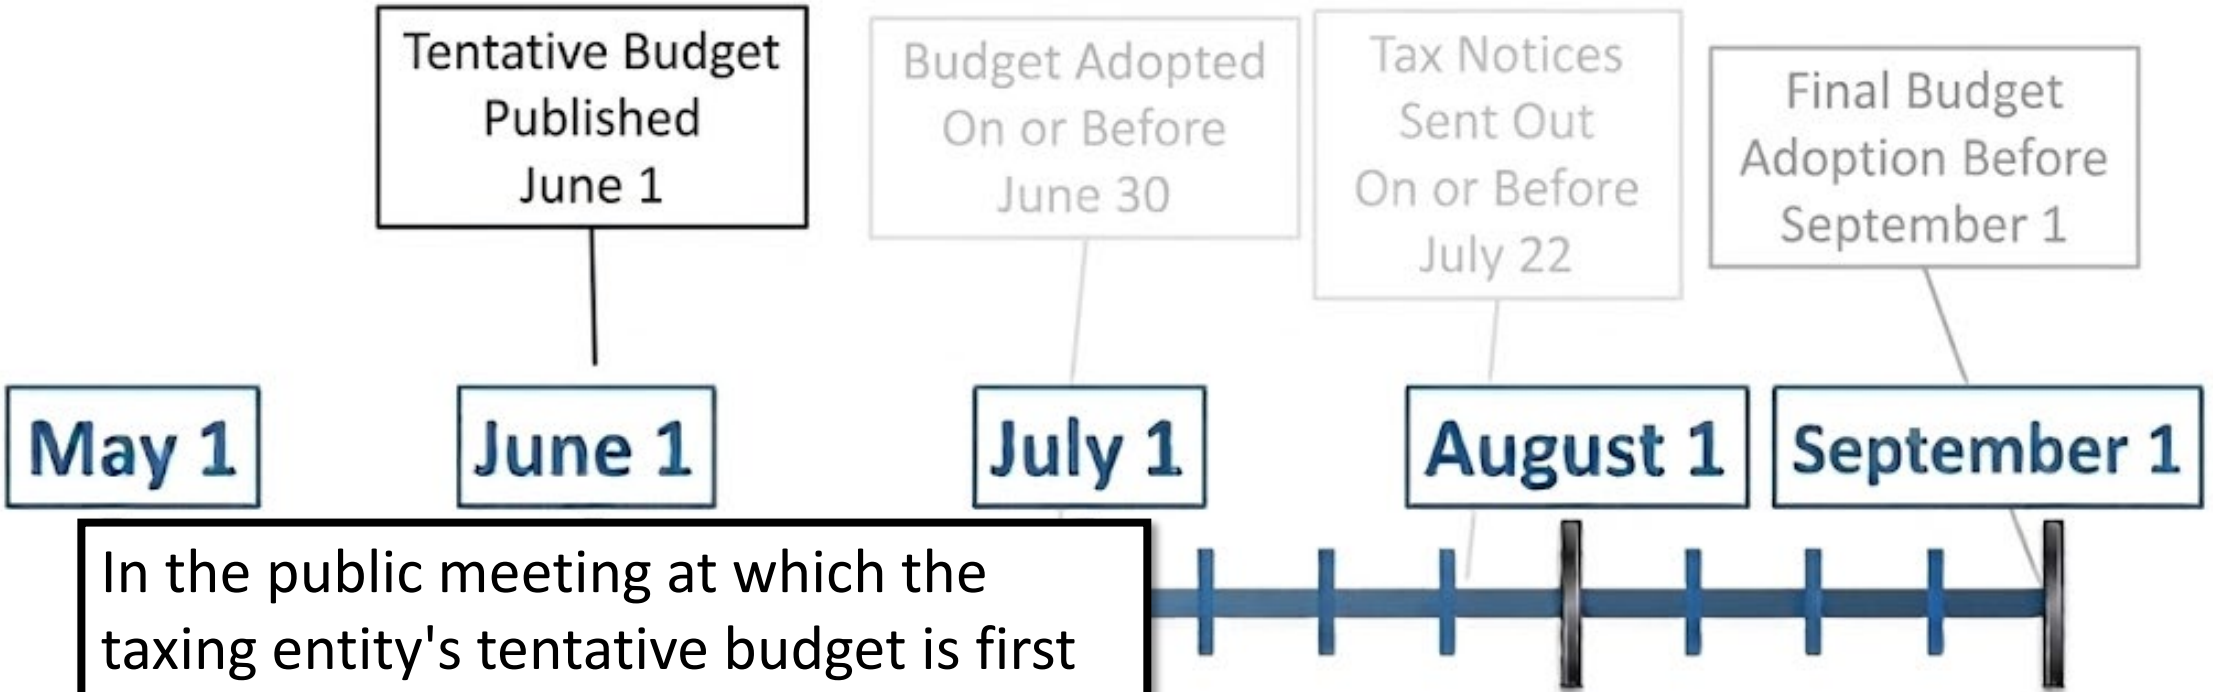 Tentative Budget
Published
June 1
Budget Adopted
On or Before
June 30
Tax Notices
Sent Out
On or Before
July 22
Final Budget
Adoption Before
September 1
May 1
June 1
July 1
August 1
September 1
In the public meeting at which the
taxing entity's tentative budget is first